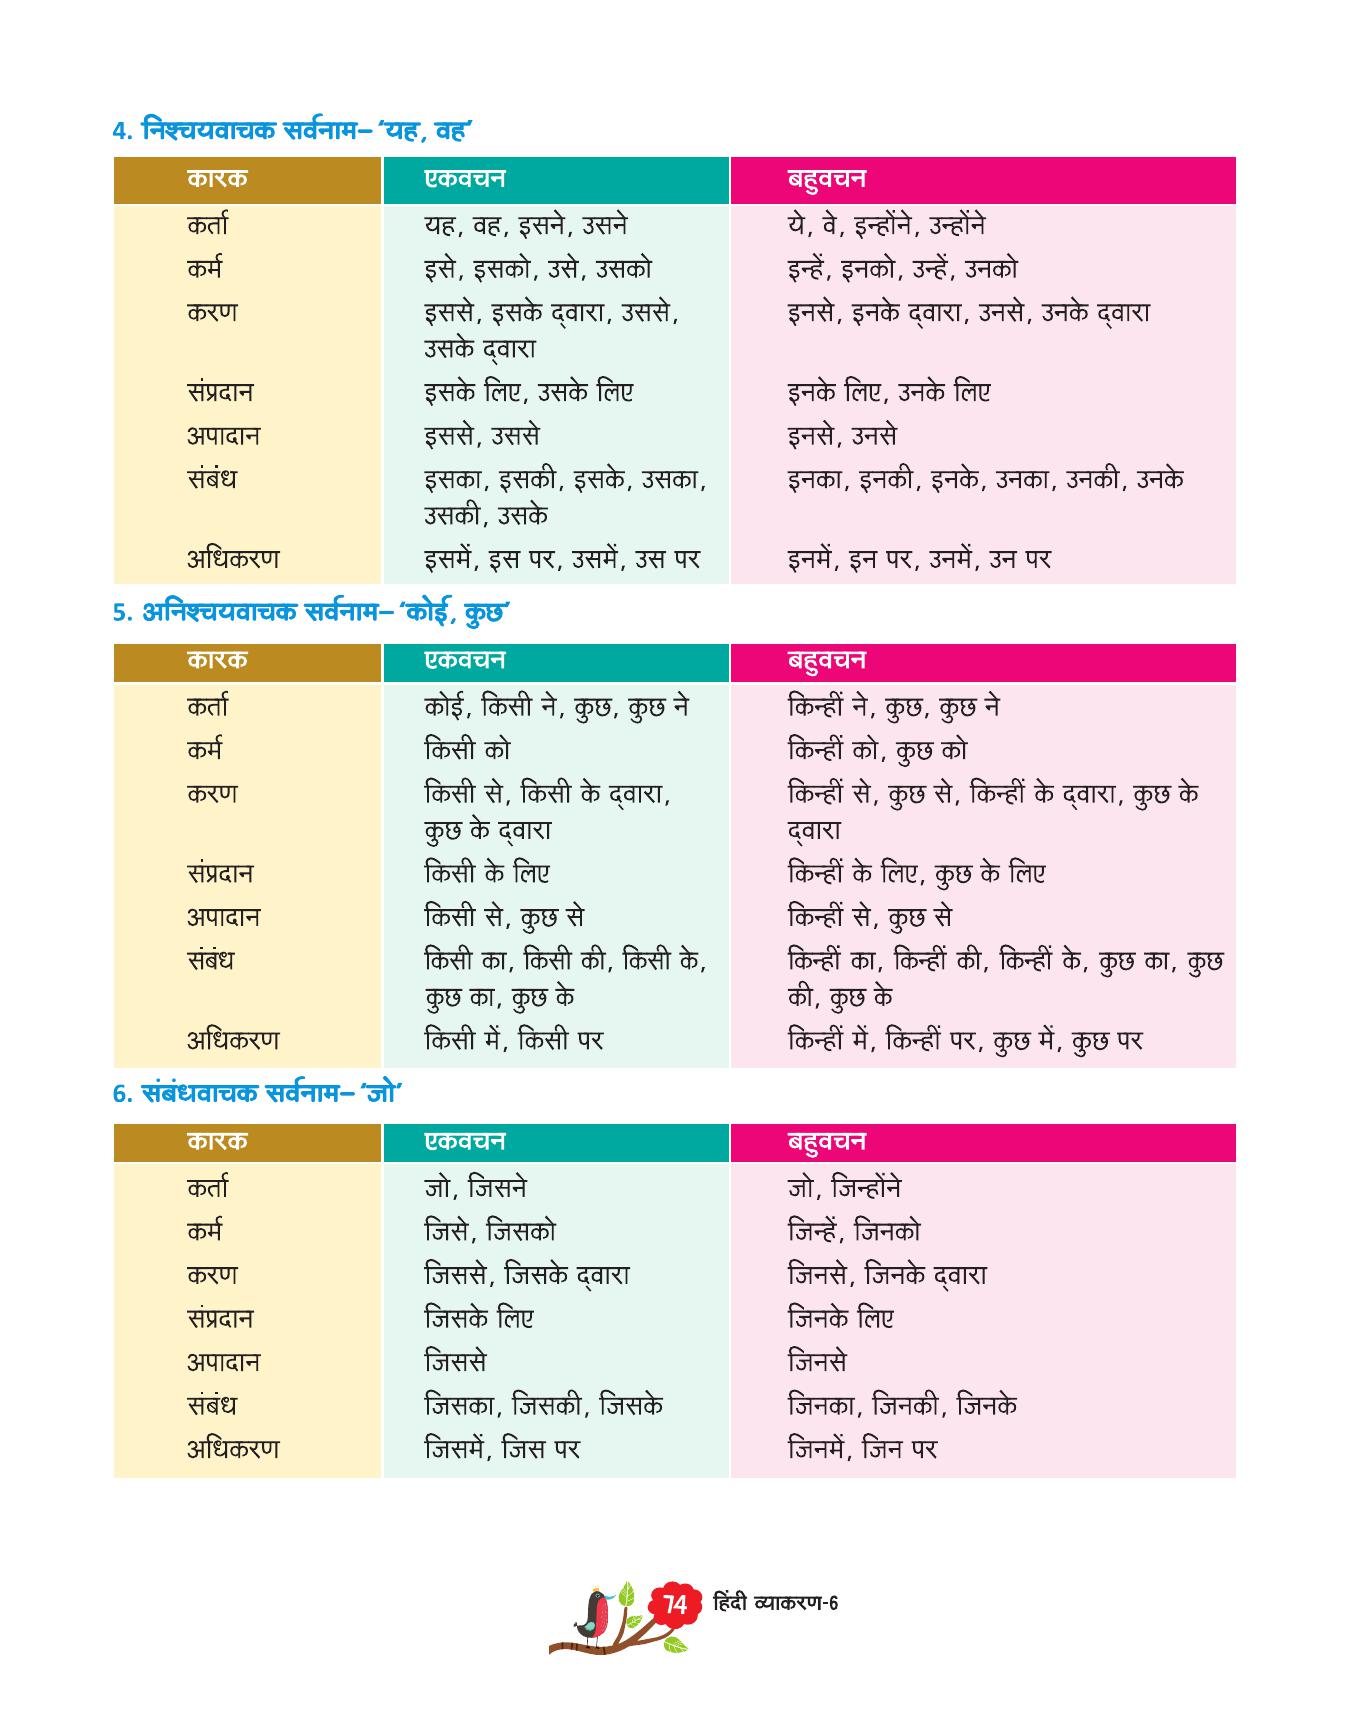 4. निश्चयवाचक सर्वनाम– 'यह, वह'
कारक एकवचन बहुवचन
कर्ता यह, वह, इसने, उसने ये, वे, इन्होंने, उन्होंने
कर्म इसे, इसको, उसे, उसको इन्हें, इनको, उन्हें, उनको
करण इससे, इसके द्‌वारा, उससे, इनसे, इनके द्‌वारा, उनसे, उनके द्‌वारा
उसके द्‌वारा
संप्रदान इसके लिए, उसके लिए इनके लिए, उनके लिए
अपादान इससे, उससे इनसे, उनसे
संबंध इसका, इसकी, इसके, उसका, इनका, इनकी, इनके, उनका, उनकी, उनके
उसकी, उसके
अधिकरण इसमें, इस पर, उसमें, उस पर इनमें, इन पर, उनमें, उन पर
5. अनिश्चयवाचक सर्वनाम– 'कोई, कुछ'
कारक एकवचन बहुवचन
कर्ता कोई, किसी ने, कुछ, कुछ ने किन्हीं ने, कुछ, कुछ ने
कर्म किसी को किन्हीं को, कुछ को
करण किसी से, किसी के द्‌वारा, किन्हीं से, कुछ से, किन्हीं के द्‌वारा, कुछ के
कुछ के द्‌वारा द्‌वारा
संप्रदान किसी के लिए किन्हीं के लिए, कुछ के लिए
अपादान किसी से, कुछ से किन्हीं से, कुछ से
संबंध किसी का, किसी की, किसी के, किन्हीं का, किन्हीं की, किन्हीं के, कुछ का, कुछ
कुछ का, कुछ के की, कुछ के
अधिकरण किसी में, किसी पर किन्हीं में, किन्हीं पर, कुछ में, कुछ पर
6. संबंधवाचक सर्वनाम– 'जो'
कारक एकवचन बहुवचन
कर्ता जो, जिसने जो, जिन्होंने
कर्म जिसे, जिसको जिन्हें, जिनको
करण जिससे, जिसके द्‌वारा जिनसे, जिनके द्‌वारा
संप्रदान जिसके लिए जिनके लिए
अपादान जिससे जिनसे
संबंध जिसका, जिसकी, जिसके जिनका, जिनकी, जिनके
अधिकरण जिसमें, जिस पर जिनमें, जिन पर
74 हिंदी व्याकरण-6